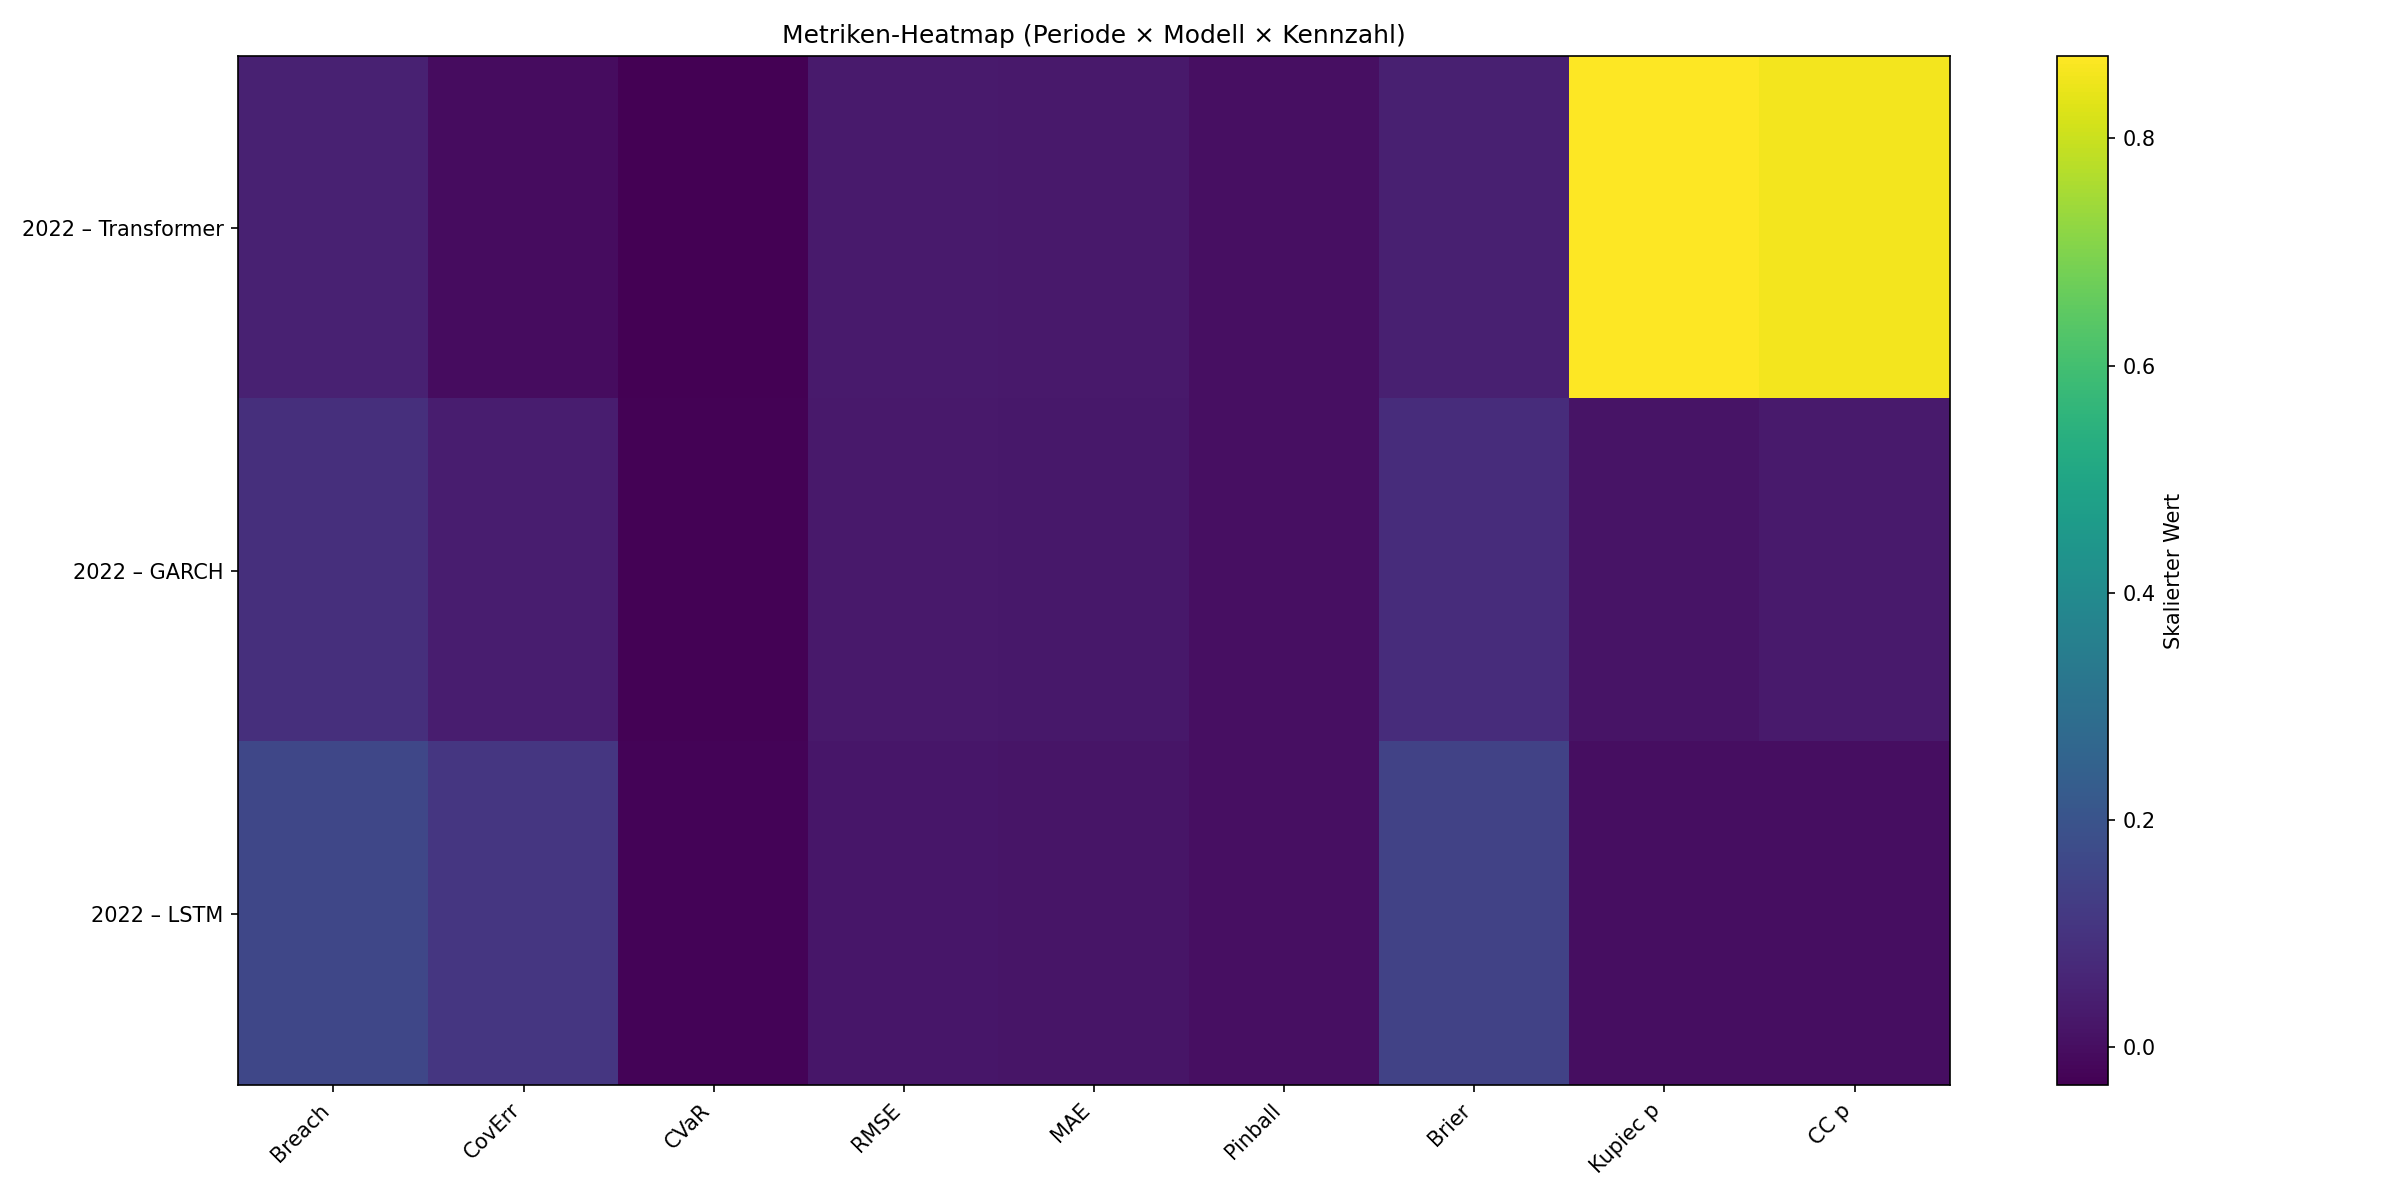 Metriken-Heatmap (Periode × Modell × Kennzahl)
2022 – Transformer
2022 – GARCH
2022 – LSTM
Breach
CovErr
CVaR
RMSE
MAE
Pinball
Brier
Kupiec p
CC p
0.8
0.6
0.4
0.2
0.0
Skalierter Wert